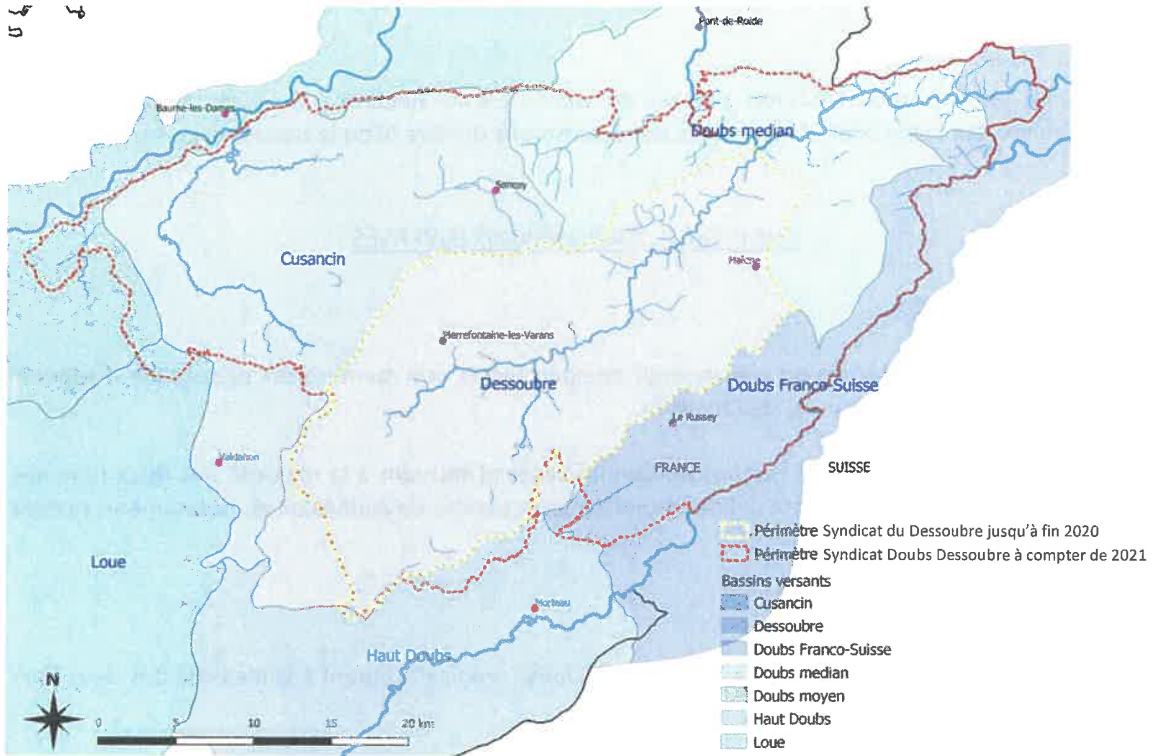 Pont-de-Roide
Baume-les-Dames
Doubs median
Sancey
Cusancin
Maîche
Pierrefontaine-les-Varans
Dessoubre
Doubs Franco-Suisse
Le Russey
Valdahon
FRANCE
SUISSE
Loue
Morteau
Haut Doubs
N
0 5 10 15 20 km
Périmètre Syndicat du Dessoubre jusqu'à fin 2020
Périmètre Syndicat Doubs Dessoubre à compter de 2021
Bassins versants
Cusancin
Dessoubre
Doubs Franco-Suisse
Doubs median
Doubs moyen
Haut Doubs
Loue